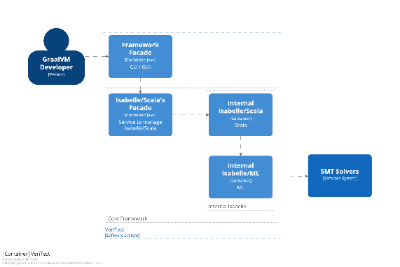 GraalVM
Developer
[Person]
Framework
Facade
[Container: Java]
CLI / GUI
Isabelle/Scala's
Facade
[Container: Java]
Service to manage
Isabelle/Scala
Internal
Isabelle/Scala
[Container]
Scala
Internal
Isabelle/ML
[Container]
ML
SMT Solvers
[Software System]
Internal Isabelle
Core Framework
VeriTest
[Software System]
[Container] VeriTest